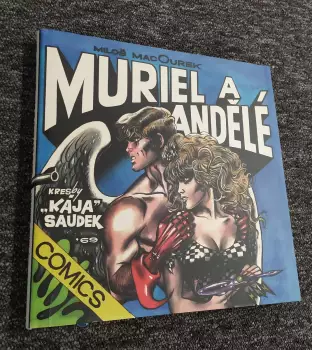 MILOŠ MACOUREK
MURIEL A
ANDĚLÉ
KRESBY
„KÁJA”
SAUDEK
'69
COMICS